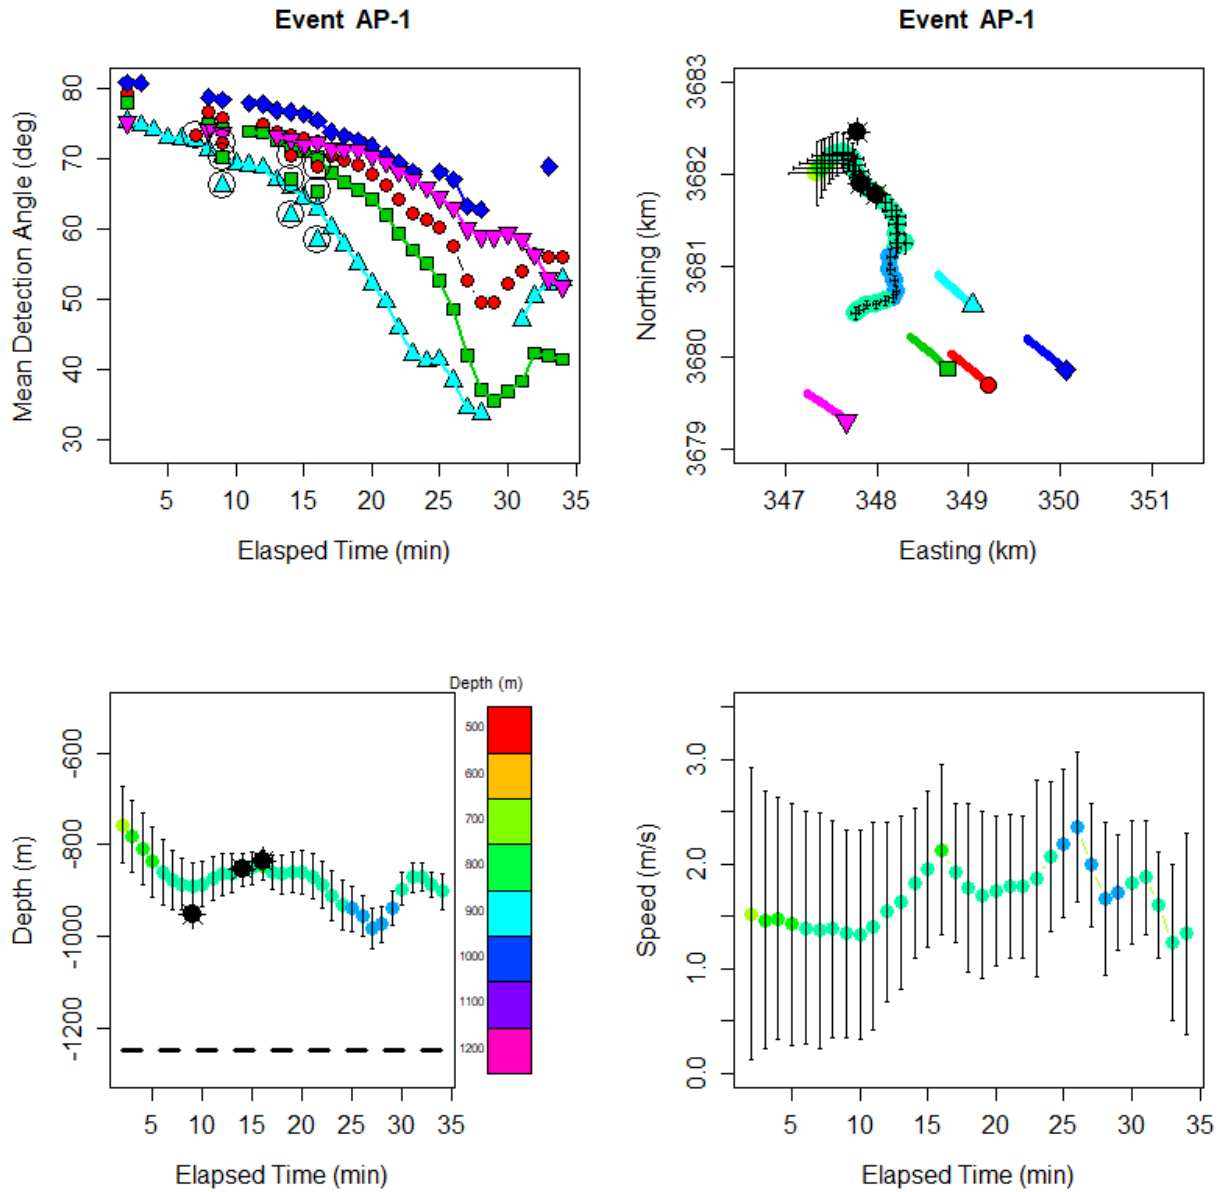 Event AP-1
Mean Detection Angle (deg)
80
70
60
50
40
30
5 10 15 20 25 30 35
Elasped Time (min)
Event AP-1
Northing (km)
3683
3682
3681
3680
3679
347 348 349 350 351
Easting (km)
Depth (m)
-600
-800
-1000
-1200
5 10 15 20 25 30 35
Elapsed Time (min)
Depth (m)
500
600
700
800
900
1000
1100
1200
Speed (m/s)
3.0
2.0
1.0
0.0
5 10 15 20 25 30 35
Elapsed Time (min)